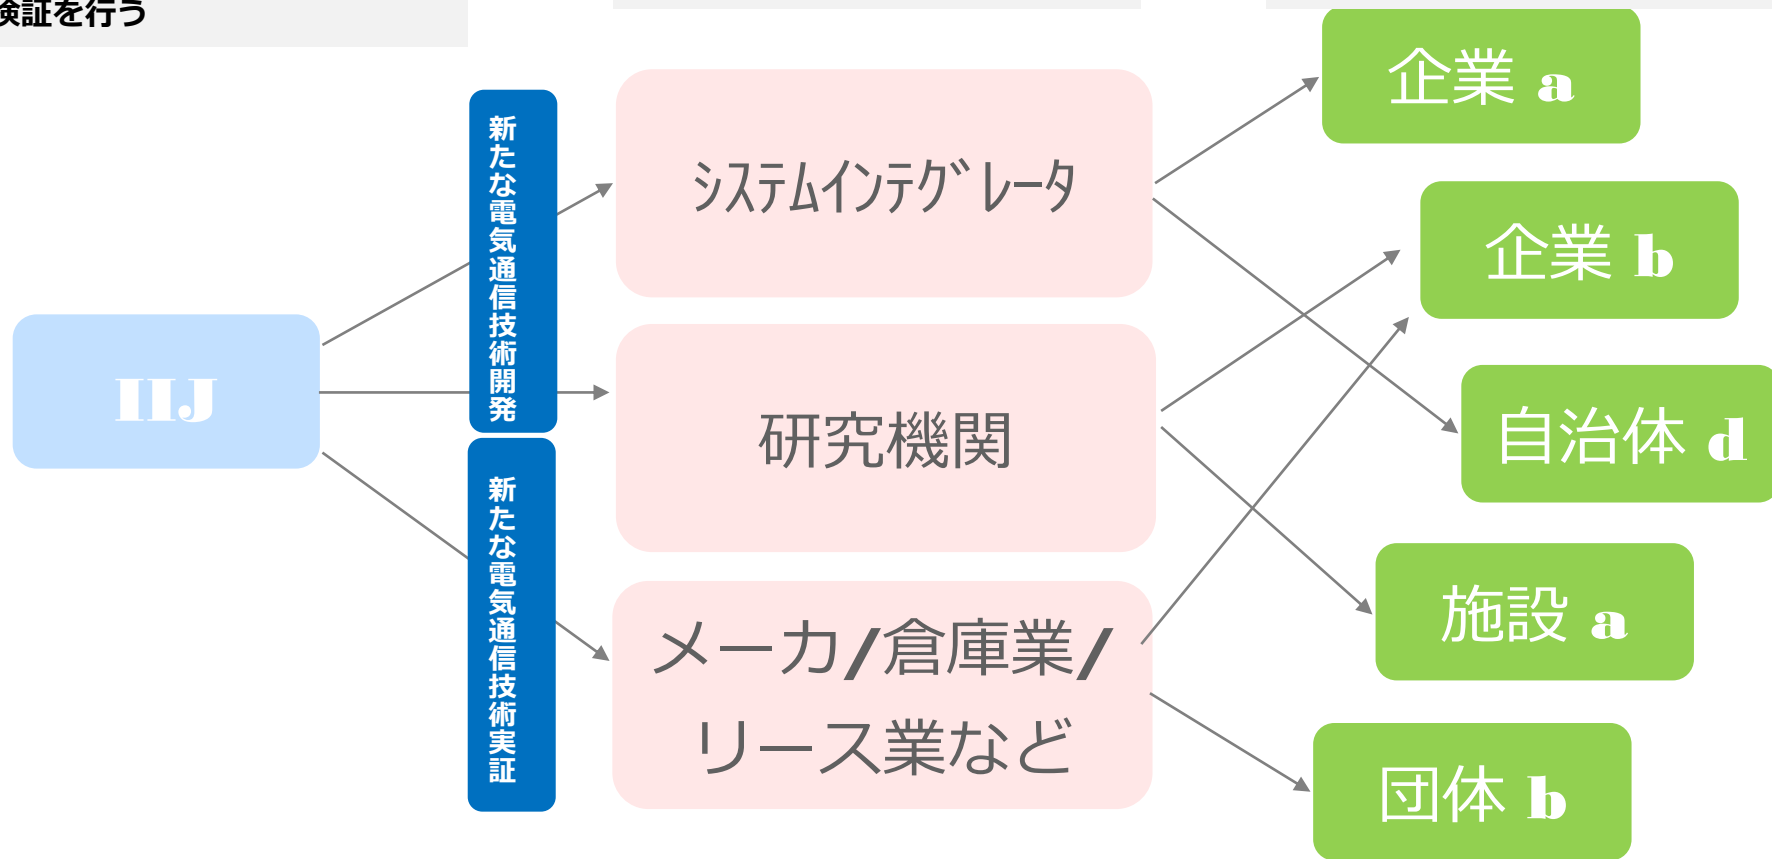 検証を行う
新たな電気通信技術開発
新たな電気通信技術実証
IIJ
ｼｽﾃﾑｲﾝﾃｸﾞﾚｰﾀ
研究機関
メーカ/倉庫業/
リース業など
企業 a
企業 b
自治体 d
施設 a
団体 b